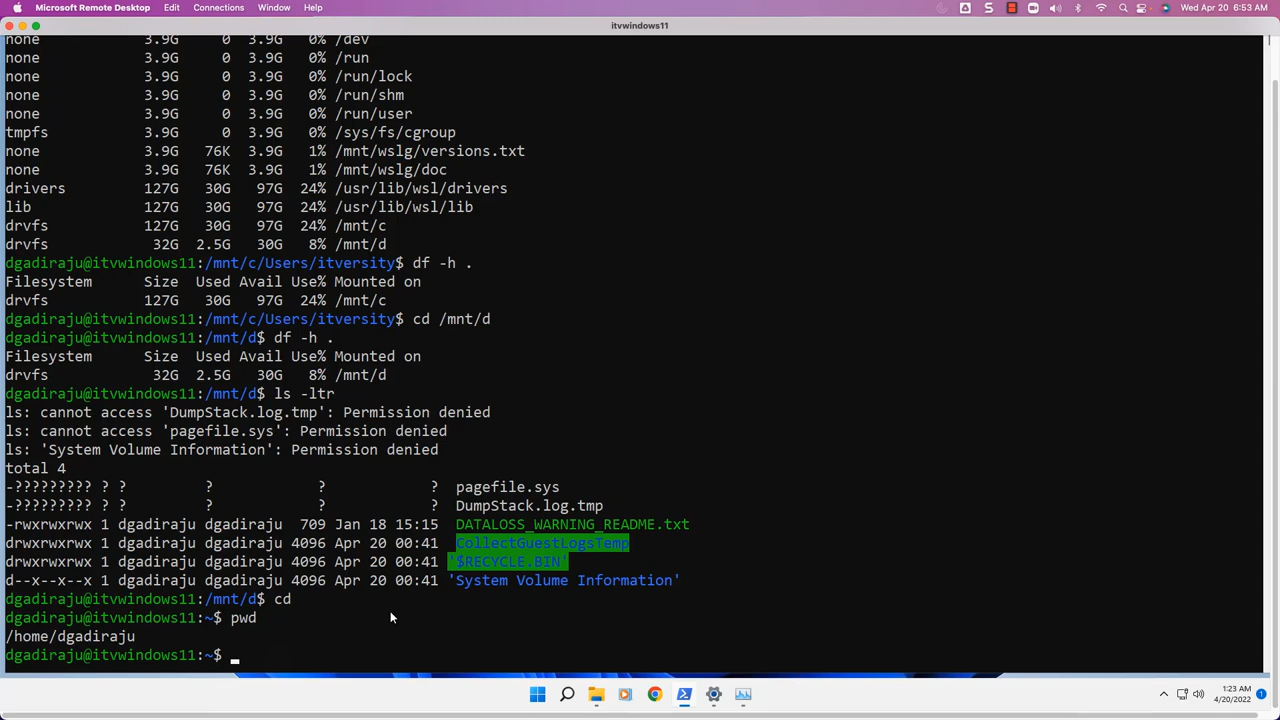 Microsoft Remote Desktop Edit Connections Window Help Wed Apr 20 6:53 AM
itvwindows11
none 3.9G 0 3.9G 0% /dev
none 3.9G 0 3.9G 0% /run
none 3.9G 0 3.9G 0% /run/lock
none 3.9G 0 3.9G 0% /run/shm
none 3.9G 0 3.9G 0% /run/user
tmpfs 3.9G 0 3.9G 0% /sys/fs/cgroup
none 3.9G 76K 3.9G 1% /mnt/wslg/versions.txt
none 3.9G 76K 3.9G 1% /mnt/wslg/doc
drivers 127G 30G 97G 24% /usr/lib/wsl/drivers
lib 127G 30G 97G 24% /usr/lib/wsl/lib
drvfs 127G 30G 97G 24% /mnt/c
drvfs 32G 2.5G 30G 8% /mnt/d
dgadiraju@itvwindows11:/mnt/c/Users/itversity$ df -h .
Filesystem Size Used Avail Use% Mounted on
drvfs 127G 30G 97G 24% /mnt/c
dgadiraju@itvwindows11:/mnt/c/Users/itversity$ cd /mnt/d
dgadiraju@itvwindows11:/mnt/d$ df -h .
Filesystem Size Used Avail Use% Mounted on
drvfs 32G 2.5G 30G 8% /mnt/d
dgadiraju@itvwindows11:/mnt/d$ ls -ltr
ls: cannot access 'DumpStack.log.tmp': Permission denied
ls: cannot access 'pagefile.sys': Permission denied
ls: 'System Volume Information': Permission denied
total 4
-????????? ? ? ? ? ? pagefile.sys
-????????? ? ? ? ? ? DumpStack.log.tmp
-rwxrwxrwx 1 dgadiraju dgadiraju 709 Jan 18 15:15 DATALOSS_WARNING_README.txt
drwxrwxrwx 1 dgadiraju dgadiraju 4096 Apr 20 00:41 CollectGuestLogsTemp
drwxrwxrwx 1 dgadiraju dgadiraju 4096 Apr 20 00:41 '$RECYCLE.BIN'
d--x--x--x 1 dgadiraju dgadiraju 4096 Apr 20 00:41 'System Volume Information'
dgadiraju@itvwindows11:/mnt/d$ cd
dgadiraju@itvwindows11:~$ pwd
/home/dgadiraju
dgadiraju@itvwindows11:~$
1:23 AM
4/20/2022
1